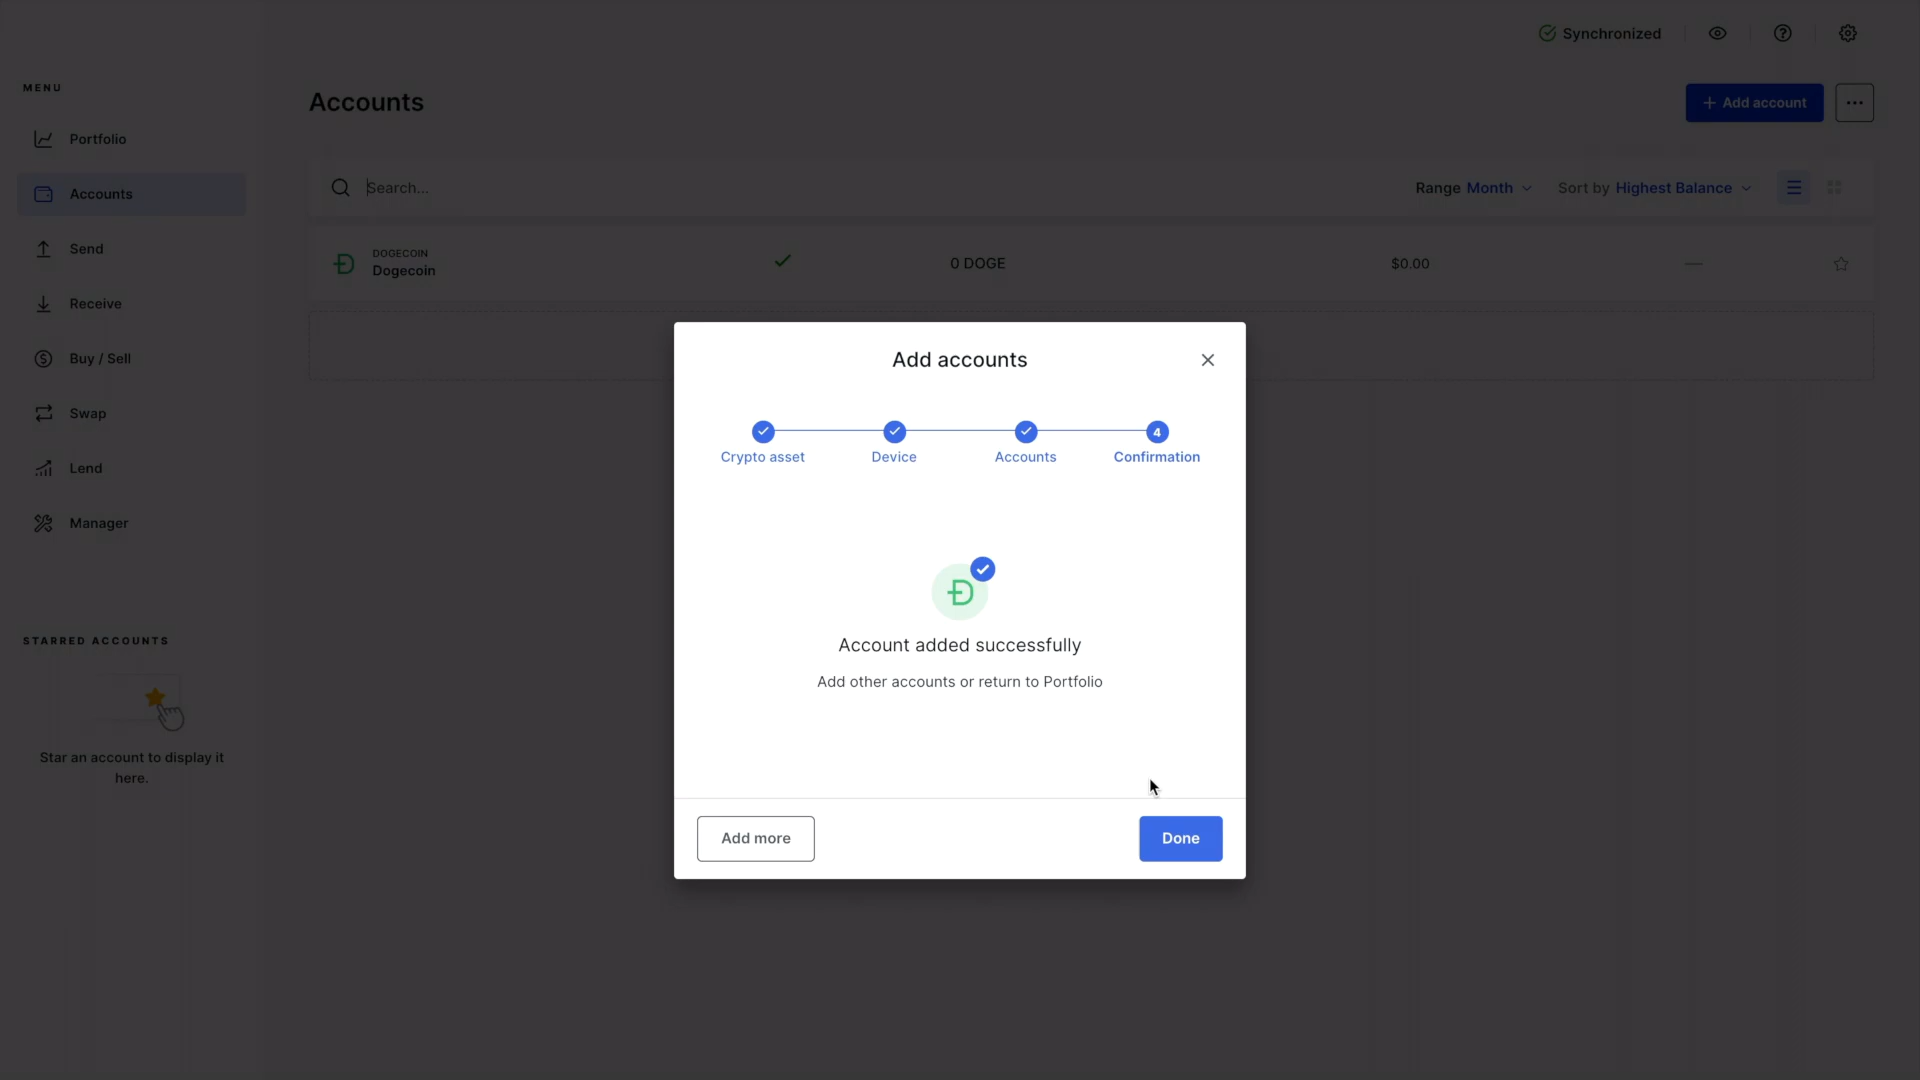 Synchronized
MENU
Portfolio
Accounts
Send
Receive
Buy / Sell
Swap
Lend
Manager
STARRED ACCOUNTS
Star an account to display it
here.
Accounts
+ Add account
Search...
Range Month
Sort by Highest Balance
DOGECOIN
Dogecoin
0 DOGE
$0.00
—
Add accounts
4
Crypto asset
Device
Accounts
Confirmation
Account added successfully
Add other accounts or return to Portfolio
Add more
Done